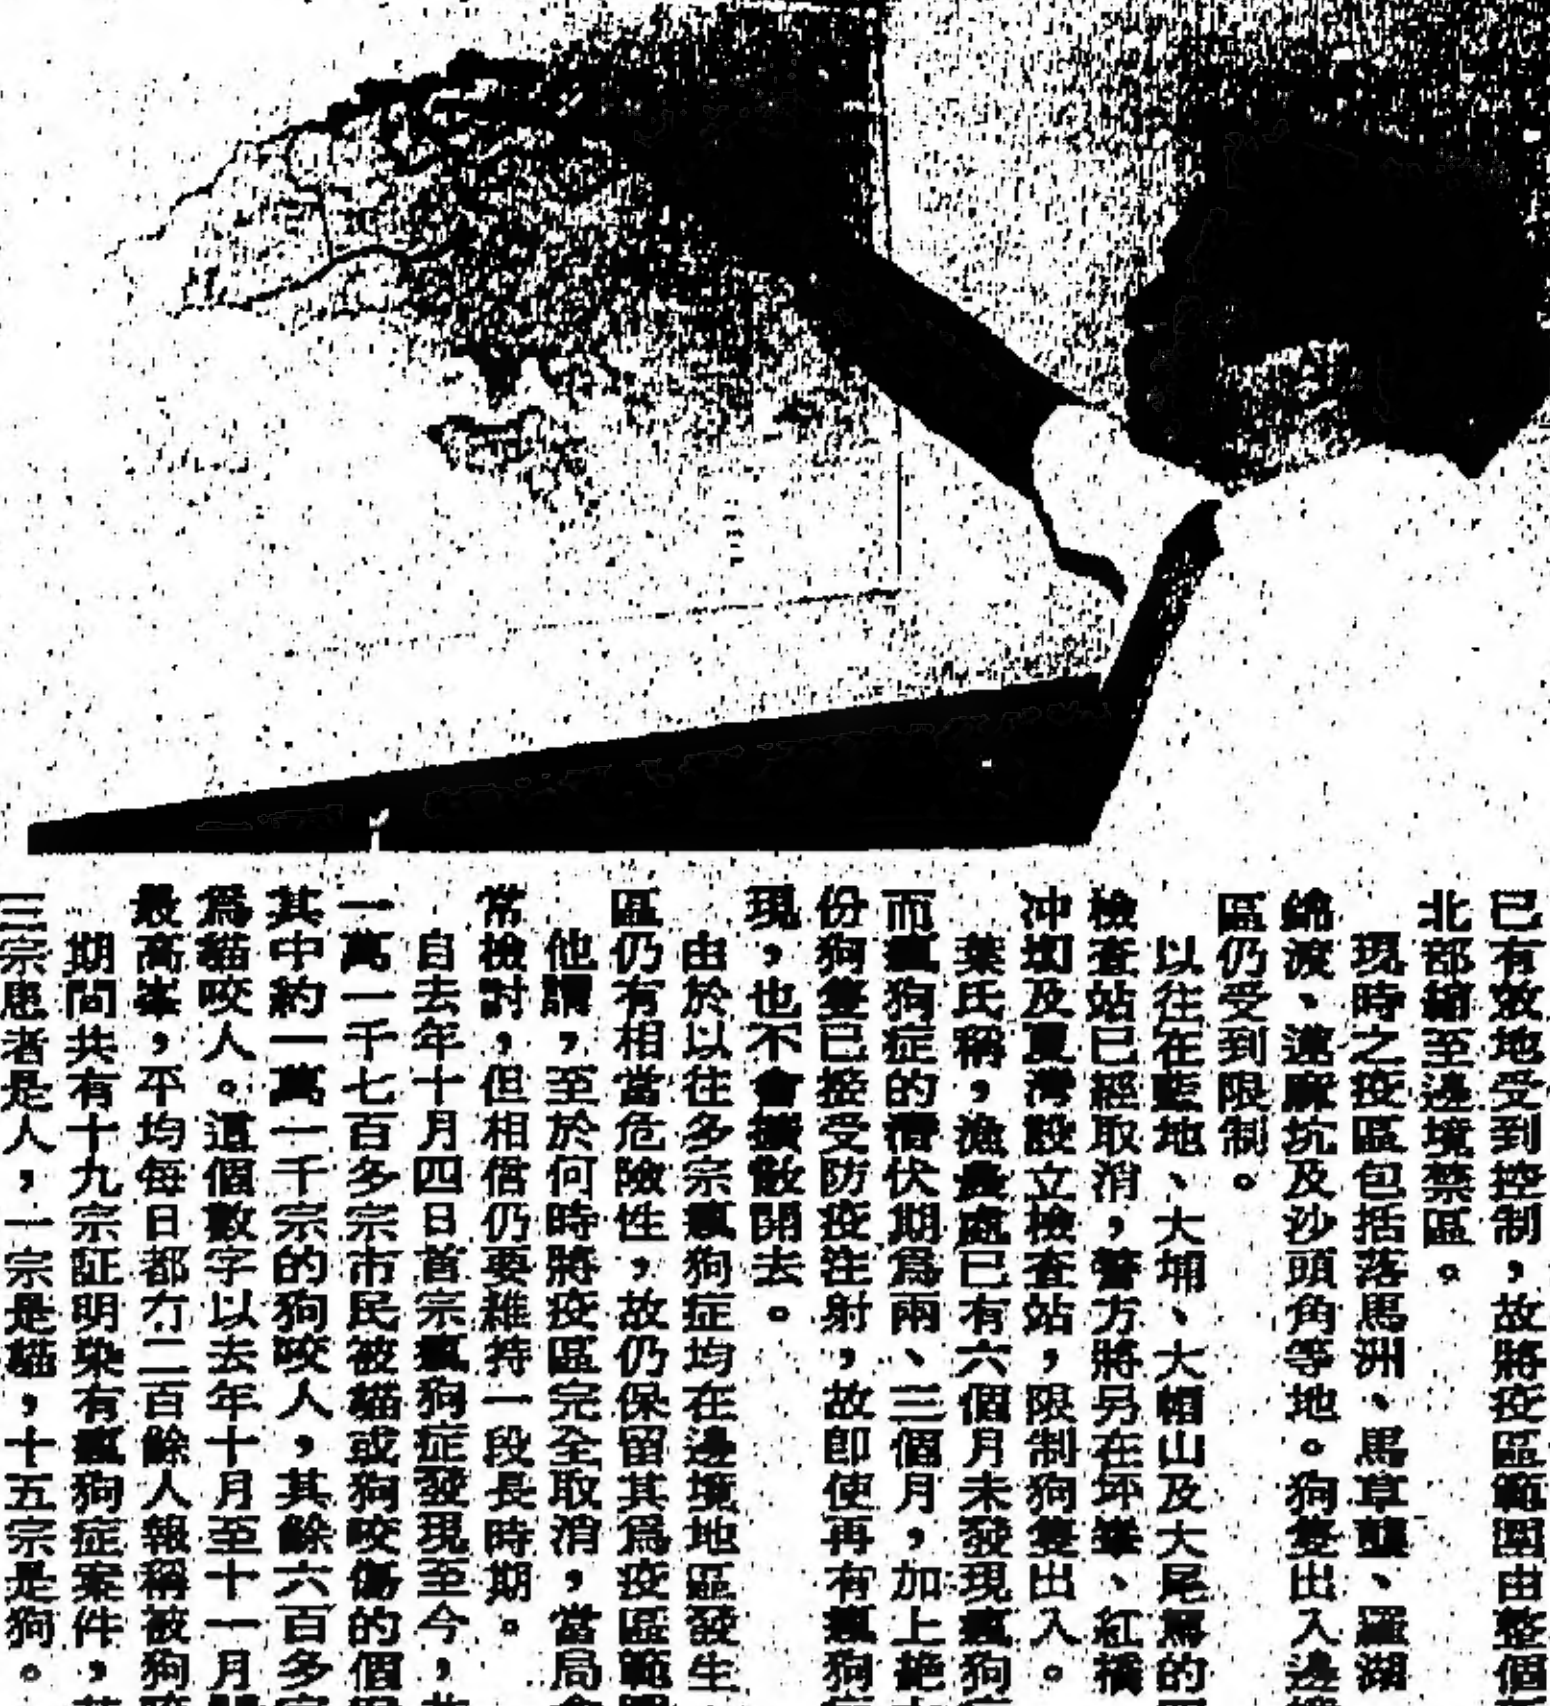 已有效地受到控制，故將疫區範圍由整個
北部縮至邊境禁區。
現時之疫區包括落馬洲、馬草壟、羅湖
錦渡、蓮麻坑及沙頭角等地。狗隻出入邊
區仍受到限制。
以往在藍地、大埔、大帽山及大尾篤的
檢查站已經取消，警方將另在坪輋、紅橋
冲坳及夏灣設立檢查站，限制狗隻出入。
葉氏稱，漁農處已有六個月未發現瘋狗
而瘋狗症的潛伏期爲兩、三個月，加上絶
份狗隻已接受防疫注射，故卽使再有瘋狗
現，也不會擴散開去。
由於以往多宗瘋狗症均在邊境地區發生
區仍有相當危險性，故仍保留其爲疫區範
他謂，至於何時將疫區完全取消，當局
常檢討，但相信仍要維持一段長時期。
自去年十月四日首宗瘋狗症發現至今，
一萬一千七百多宗市民被貓或狗咬傷的個
其中約一萬一千宗的狗咬人，其餘六百多
爲貓咬人。這個數字以去年十月至十一月
最高峯，平均每日都冇二百餘人報稱被狗
期間共有十九宗証明染有瘋狗症案件，
三宗患者是人，一宗是貓，十五宗是狗。